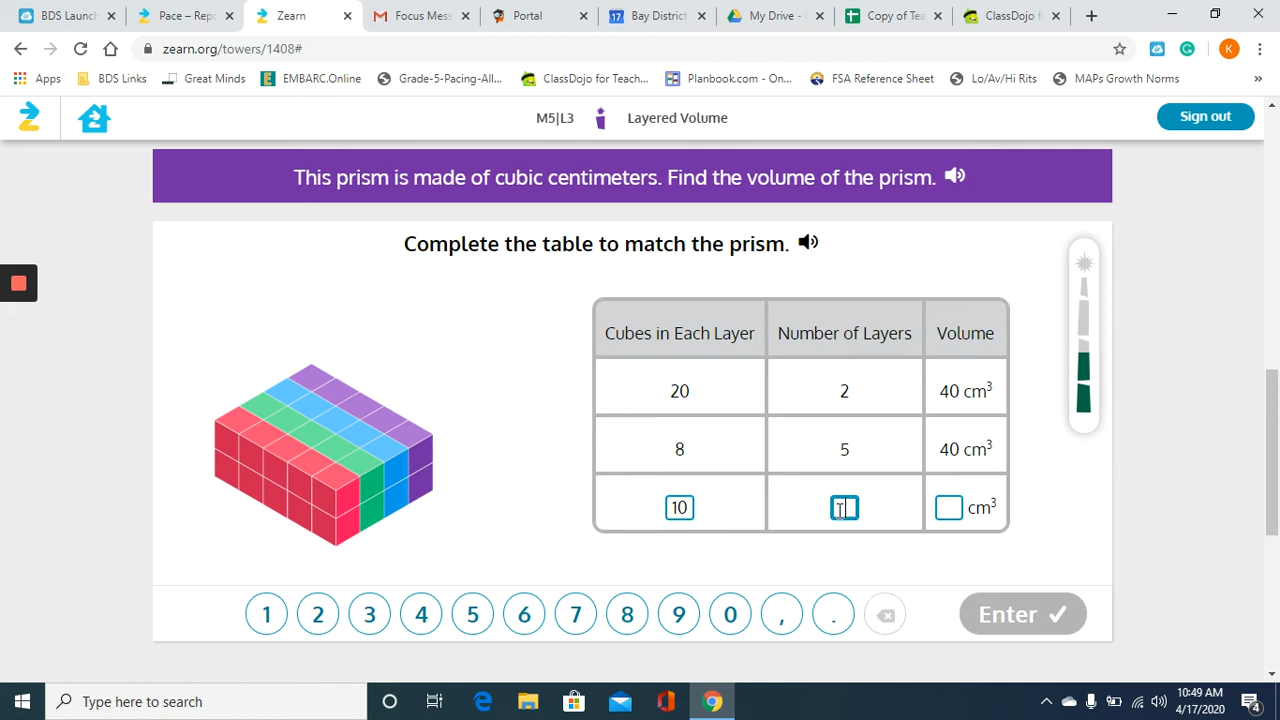 BDS Launch
Pace – Repo
Zearn
Focus Mess
Portal
Bay District
My Drive -
Copy of Tea
ClassDojo fo
zearn.org/towers/1408#
K
Apps
BDS Links
Great Minds
EMBARC.Online
Grade-5-Pacing-All...
ClassDojo for Teach...
Planbook.com - On...
FSA Reference Sheet
Lo/Av/Hi Rits
MAPs Growth Norms
»
M5|L3
Layered Volume
Sign out
This prism is made of cubic centimeters. Find the volume of the prism.
Complete the table to match the prism.
Cubes in Each Layer Number of Layers Volume
20 2 40 cm³
8 5 40 cm³
10 cm³
1 2 3 4 5 6 7 8 9 0 , . Enter
Type here to search
10:49 AM
4/17/2020
4